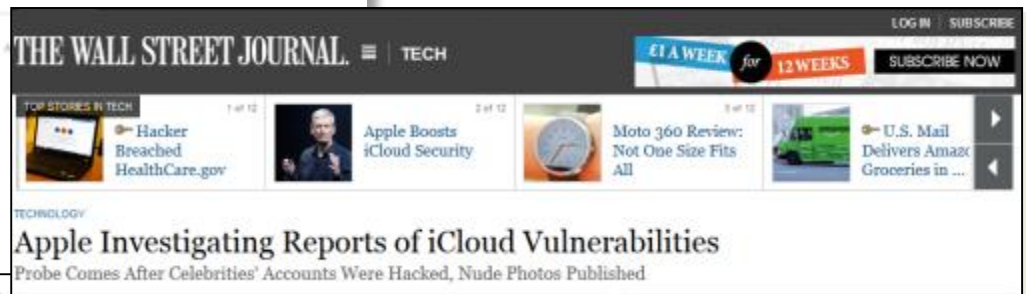 LOG IN | SUBSCRIBE
THE WALL STREET JOURNAL. ≡ | TECH
£1 A WEEK for 12 WEEKS SUBSCRIBE NOW
TOP STORIES IN TECH
1 of 12
Hacker
Breached
HealthCare.gov
2 of 12
Apple Boosts
iCloud Security
3 of 12
Moto 360 Review:
Not One Size Fits
All
U.S. Mail
Delivers Amazo
Groceries in ...
TECHNOLOGY
Apple Investigating Reports of iCloud Vulnerabilities
Probe Comes After Celebrities' Accounts Were Hacked, Nude Photos Published